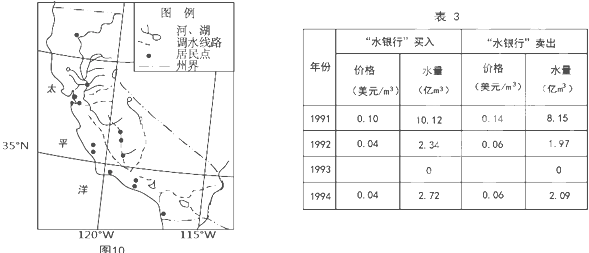 图 例
河、湖
调水线路
居民点
州界
太
平
洋
35°N
120°W
115°W
图10
表 3
年份
“水银行”买入
“水银行”卖出
价格
(美元/m³)
水量
(亿m³)
价格
(美元/m³)
水量
(亿m³)
1991 0.10 10.12 0.14 8.15
1992 0.04 2.34 0.06 1.97
1993 0 0
1994 0.04 2.72 0.06 2.09